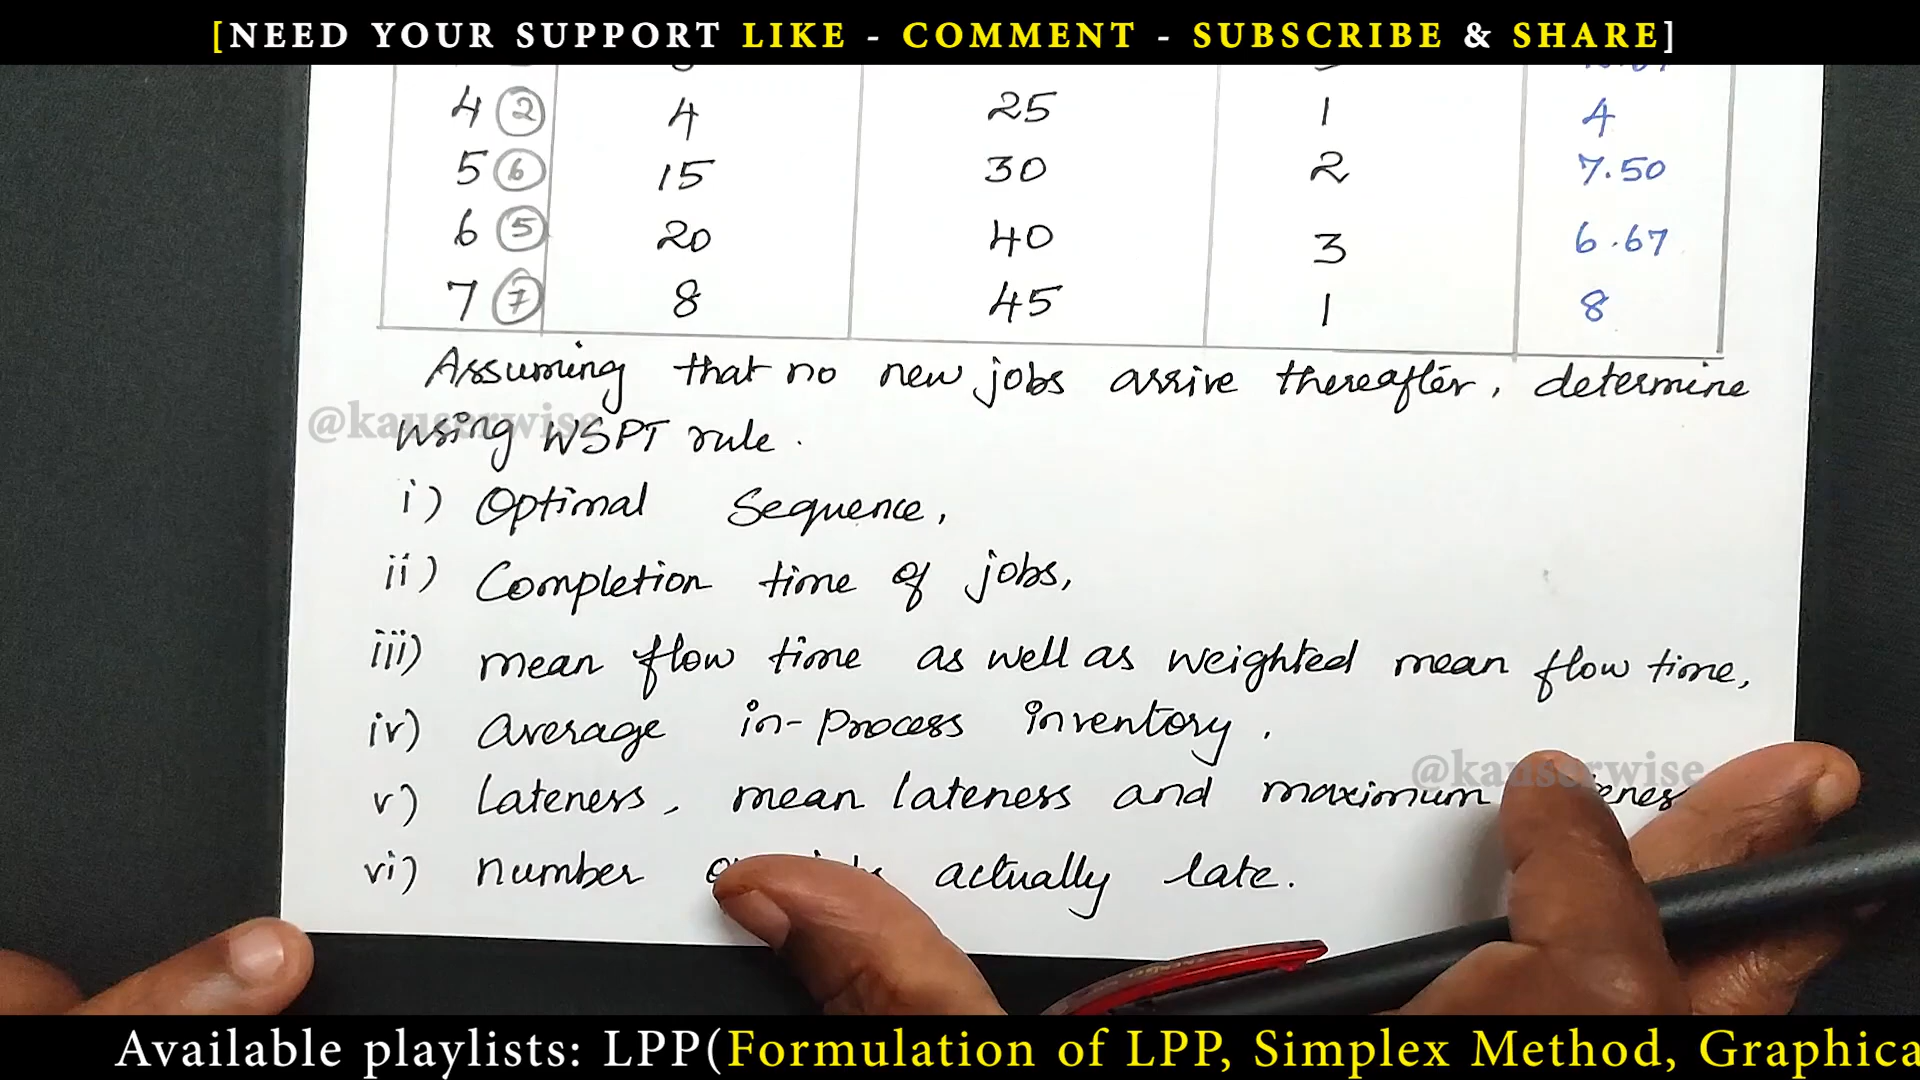 [NEED YOUR SUPPORT LIKE - COMMENT - SUBSCRIBE & SHARE]
4 ② 4 25 1 4
5 ⑥ 15 30 2 7.50
6 ⑤ 20 40 3 6.67
7 ⑦ 8 45 1 8
Assuming that no new jobs arrive thereafter, determine
@kauserwise
using WSPT rule.
i) Optimal Sequence,
ii) Completion time of jobs,
iii) mean flow time as well as weighted mean flow time,
iv) average in-process inventory.
@kauserwise
v) Lateness, mean lateness and maximum
vi) number actually late.
Available playlists: LPP(Formulation of LPP, Simplex Method, Graphica